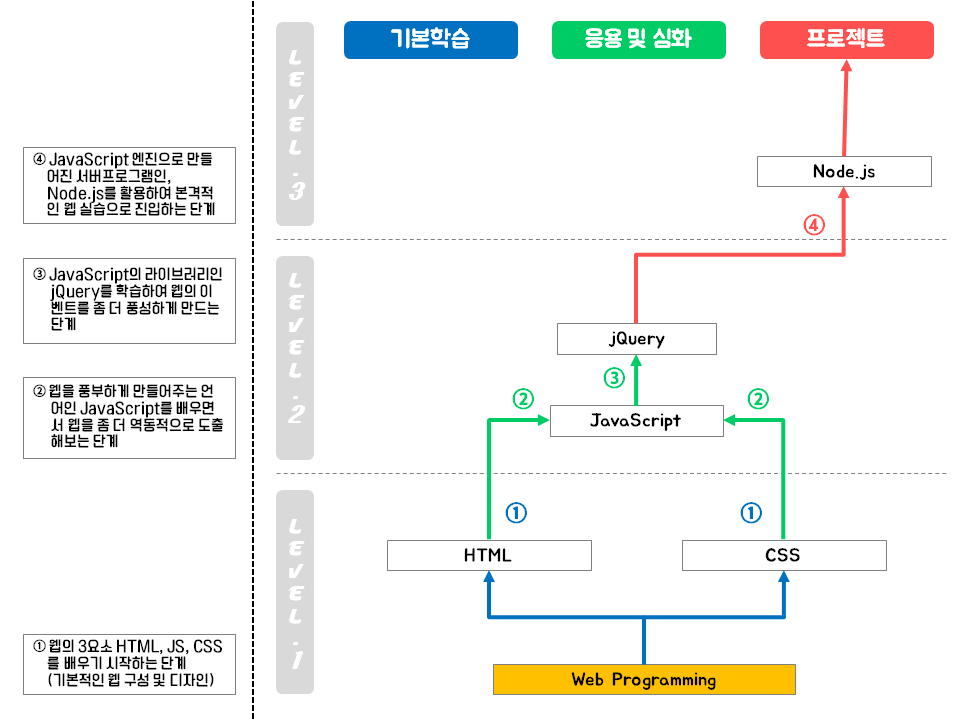 기본학습
응용 및 심화
프로젝트
LEVEL.3
④ JavaScript 엔진으로 만들
어진 서버프로그램인,
Node.js를 활용하여 본격적
인 웹 실습으로 진입하는 단계
Node.js
④
③ JavaScript의 라이브러리인
jQuery를 학습하여 웹의 이
벤트를 좀 더 풍성하게 만드는
단계
LEVEL.2
jQuery
③
② 웹을 풍부하게 만들어주는 언
어인 JavaScript를 배우면
서 웹을 좀 더 역동적으로 도출
해보는 단계
②
②
JavaScript
LEVEL.1
①
①
HTML
CSS
① 웹의 3요소 HTML, JS, CSS
를 배우기 시작하는 단계
(기본적인 웹 구성 및 디자인)
Web Programming